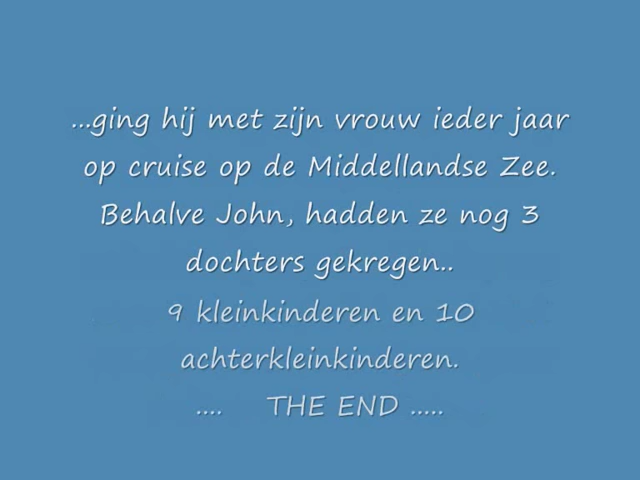 ...ging hij met zijn vrouw ieder jaar
op cruise op de Middellandse Zee.
Behalve John, hadden ze nog 3
dochters gekregen..
9 kleinkinderen en 10
achterkleinkinderen.
.... THE END .....